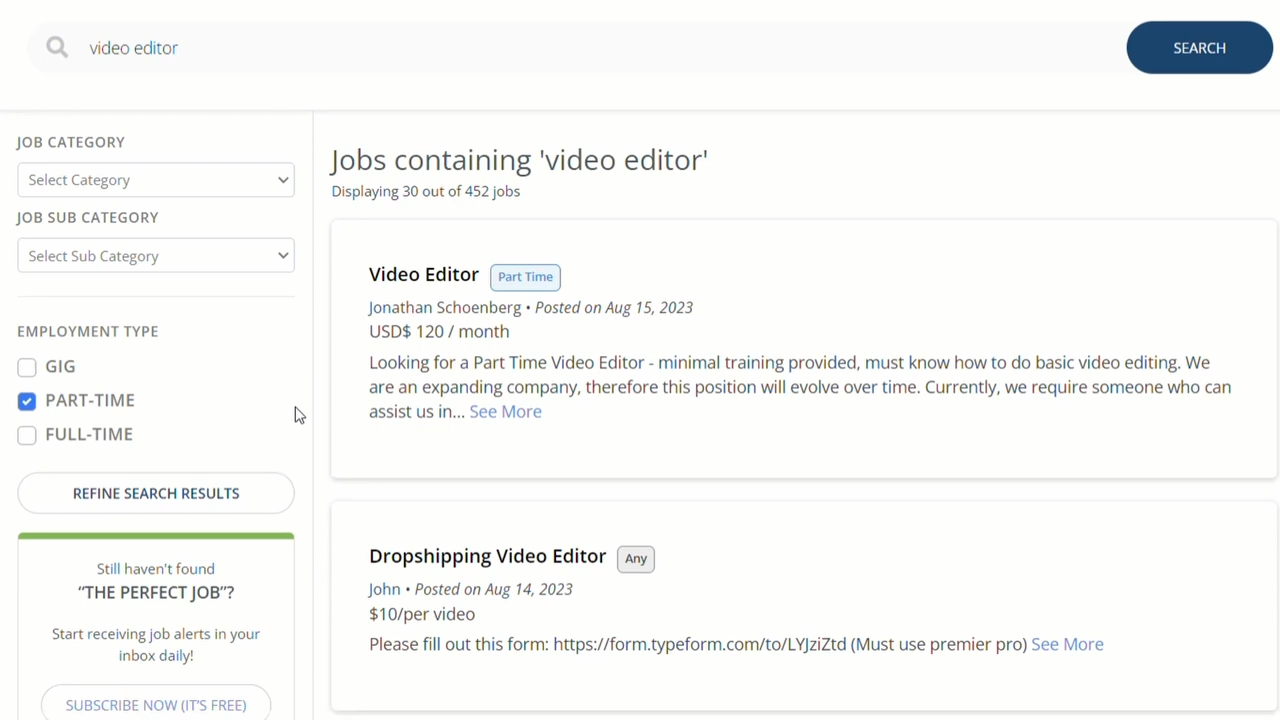 video editor
SEARCH
JOB CATEGORY
Select Category
JOB SUB CATEGORY
Select Sub Category
EMPLOYMENT TYPE
GIG
PART-TIME
FULL-TIME
REFINE SEARCH RESULTS
Still haven't found
“THE PERFECT JOB”?
Start receiving job alerts in your
inbox daily!
SUBSCRIBE NOW (IT'S FREE)
Jobs containing 'video editor'
Displaying 30 out of 452 jobs
Video Editor Part Time
Jonathan Schoenberg • Posted on Aug 15, 2023
USD$ 120 / month
Looking for a Part Time Video Editor - minimal training provided, must know how to do basic video editing. We
are an expanding company, therefore this position will evolve over time. Currently, we require someone who can
assist us in... See More
Dropshipping Video Editor Any
John • Posted on Aug 14, 2023
$10/per video
Please fill out this form: https://form.typeform.com/to/LYJziZtd (Must use premier pro) See More